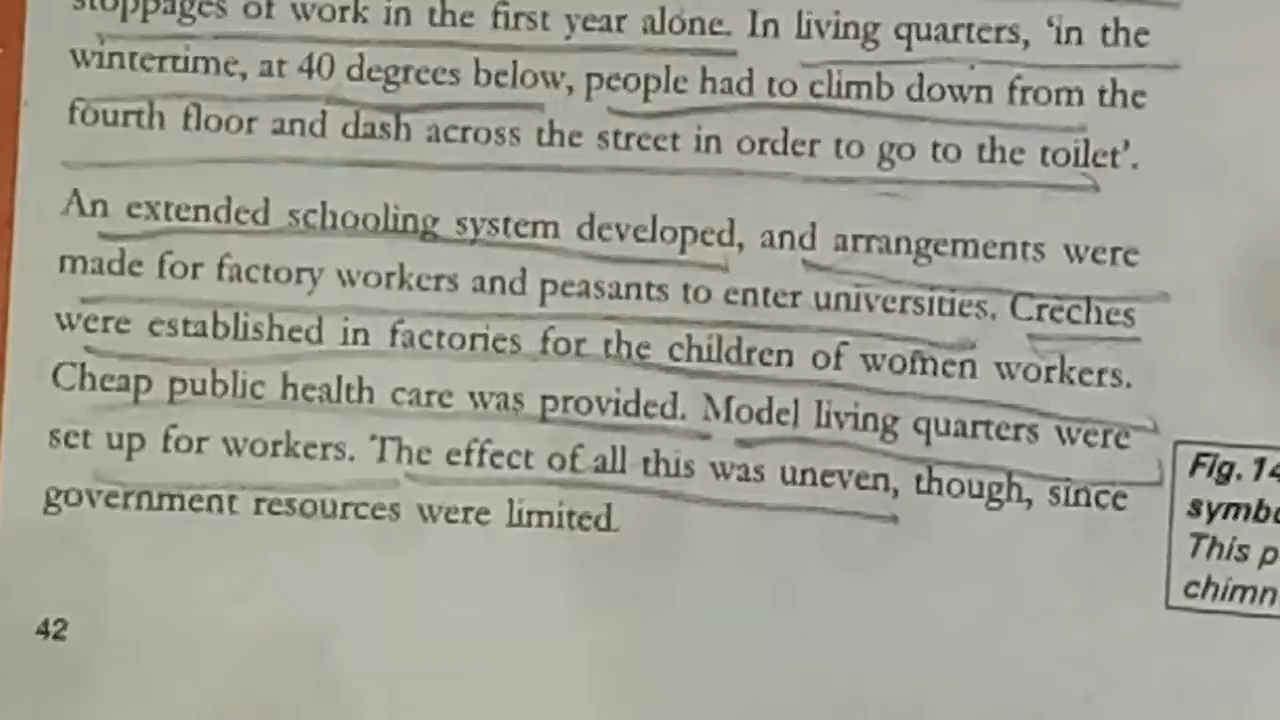 stoppages of work in the first year alone. In living quarters, ‘in the
wintertime, at 40 degrees below, people had to climb down from the
fourth floor and dash across the street in order to go to the toilet’.
An extended schooling system developed, and arrangements were
made for factory workers and peasants to enter universities. Crèches
were established in factories for the children of women workers.
Cheap public health care was provided. Model living quarters were
set up for workers. The effect of all this was uneven, though, since
government resources were limited.
Fig. 14
symb
This p
chimn
42